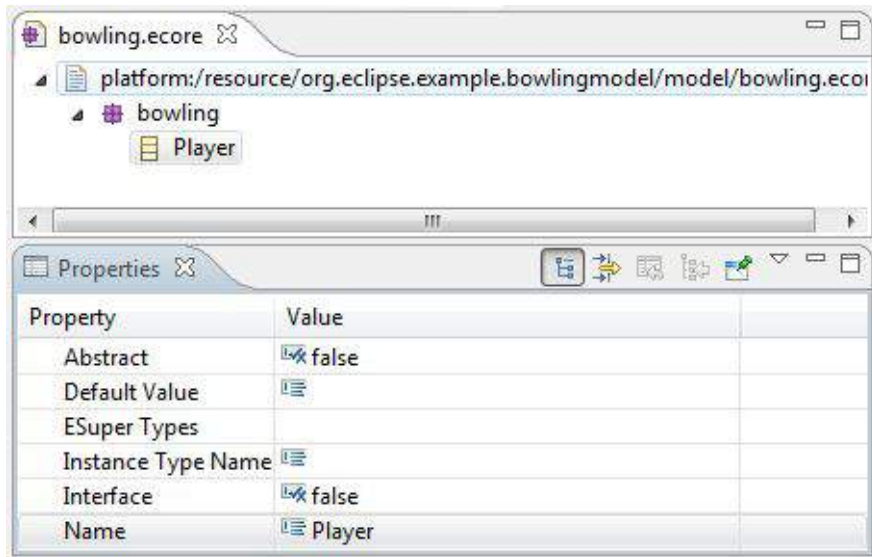 bowling.ecore
platform:/resource/org.eclipse.example.bowlingmodel/model/bowling.ecor
bowling
Player
Properties
Property Value
Abstract false
Default Value
ESuper Types
Instance Type Name
Interface false
Name Player